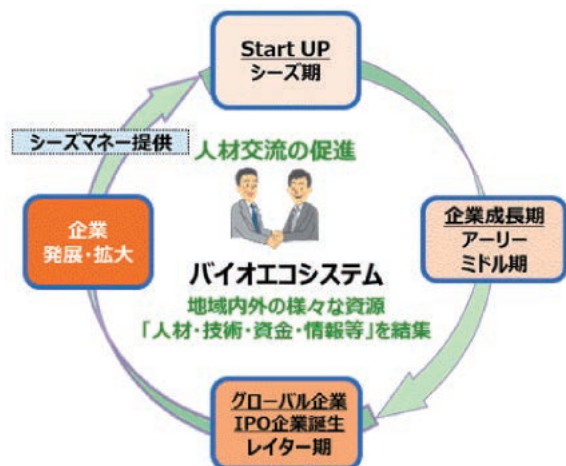 Start UP
シーズ期
シーズマネー提供
人材交流の促進
企業
発展・拡大
企業成長期
アーリー
ミドル期
バイオエコシステム
地域内外の様々な資源
「人材・技術・資金・情報等」を結集
グローバル企業
IPO企業誕生
レイター期